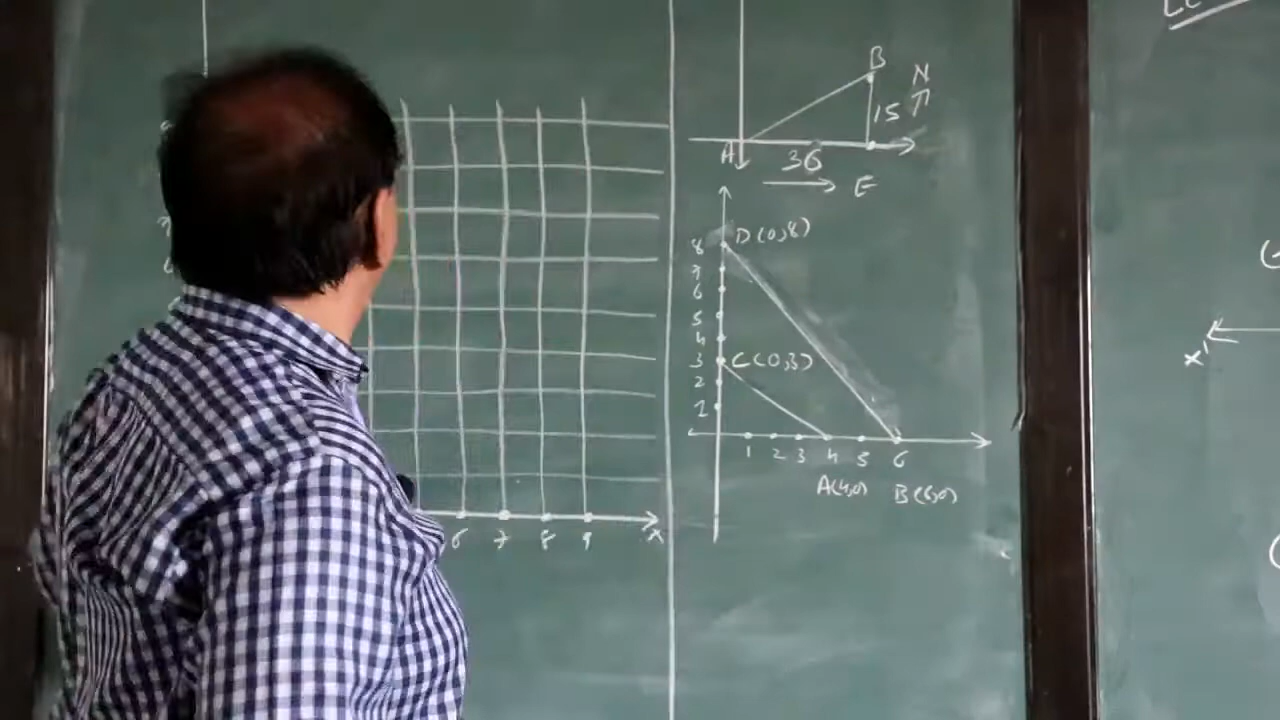 B
N
15
A
36
E
8
D(0,8)
7
6
5
4
3
C(0,3)
2
1
1 2 3 4 5 6
A(4,0) B(6,0)
6 7 8 9 x
x'